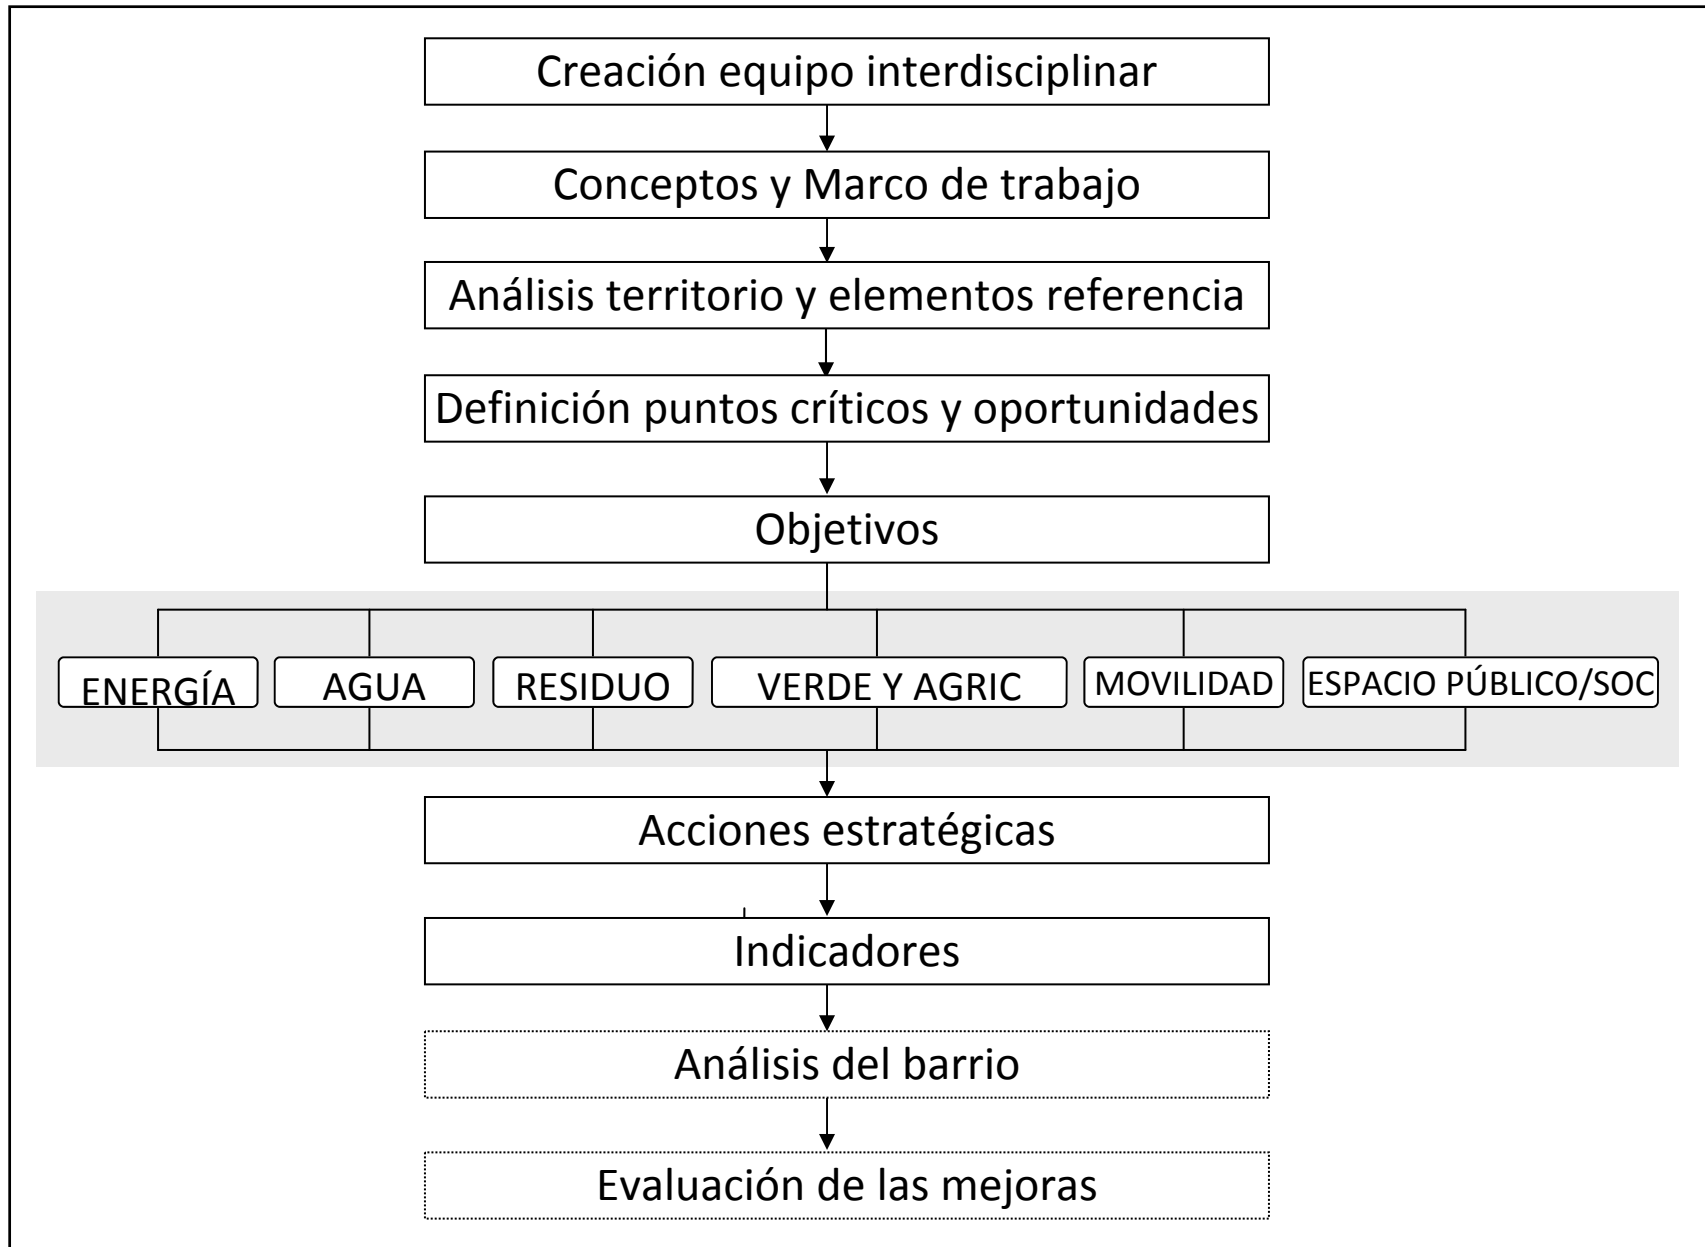 Creación equipo interdisciplinar
Conceptos y Marco de trabajo
Análisis territorio y elementos referencia
Definición puntos críticos y oportunidades
Objetivos
ENERGÍA
AGUA
RESIDUO
VERDE Y AGRIC
MOVILIDAD
ESPACIO PÚBLICO/SOC
Acciones estratégicas
Indicadores
Análisis del barrio
Evaluación de las mejoras